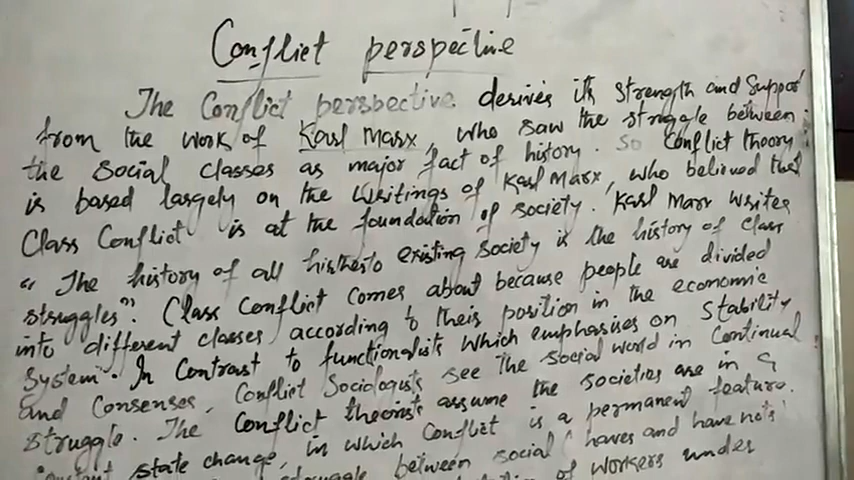 Conflict perspective
The Conflict perspective derives its strength and Support
from the work of Karl Marx, who saw the struggle between
the social classes as major fact of history. so Conflict theory
is based largely on the writings of Karl Marx, who believed that
Class Conflict is at the foundation of society. Karl Marx writes
" The history of all hitherto existing society is the history of class
struggles". Class Conflict comes about because people are divided
into different classes according to their position in the economic
System. In Contrast to functionalists which emphasises on Stability
and Consenses, Conflict Sociologists see the social world in Continual
struggle. The Conflict theorists assume the societies are in a
state change, in which Conflict is a permanent feature.
struggle between social 'haves and have nots'
of workers under